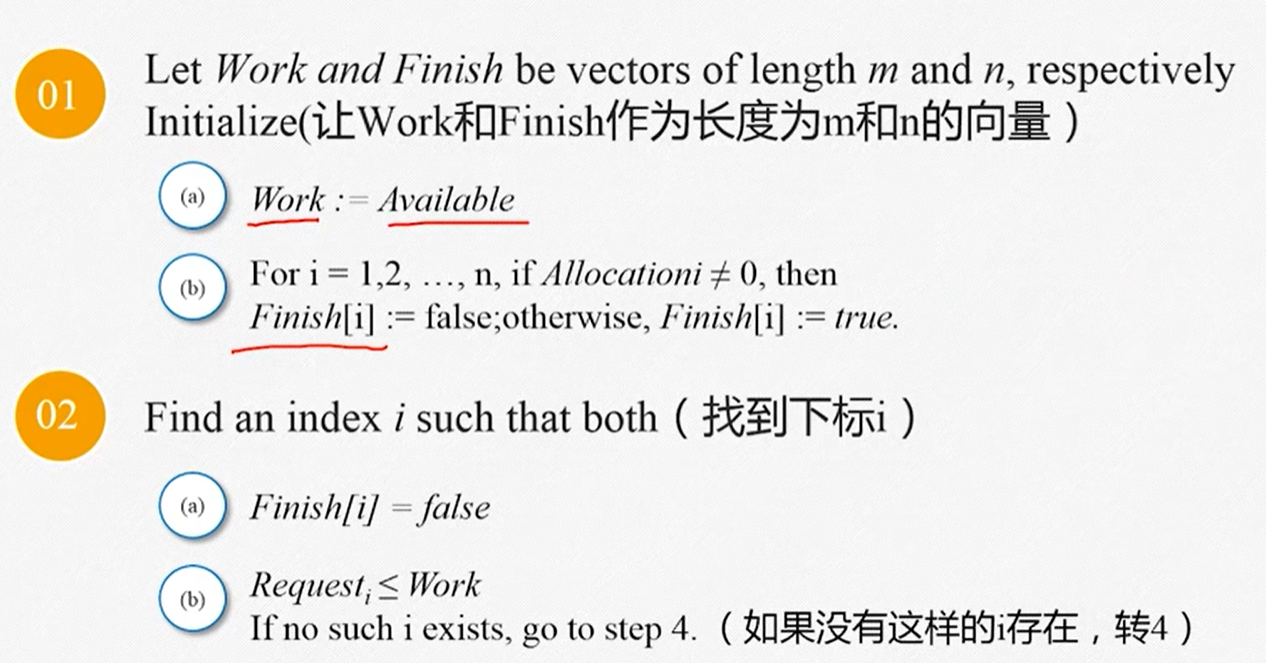 01
Let Work and Finish be vectors of length m and n, respectively
Initialize(让Work和Finish作为长度为m和n的向量）
(a) Work := Available
(b) For i = 1,2, …, n, if Allocationi ≠ 0, then
Finish[i] := false;otherwise, Finish[i] := true.
02 Find an index i such that both（找到下标i）
(a) Finish[i] = false
(b) Requestᵢ ≤ Work
If no such i exists, go to step 4.（如果没有这样的i存在，转4）